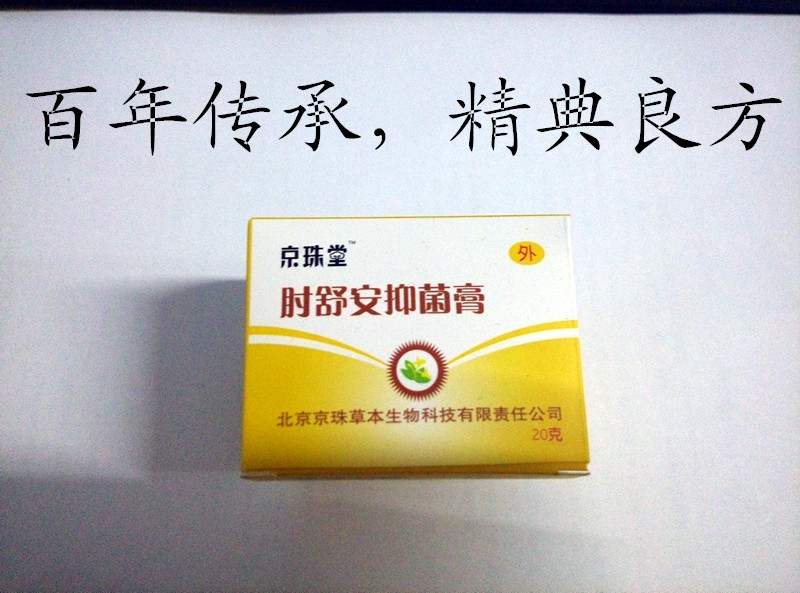 百年传承，精典良方
京珠堂™
外
肘舒安抑菌膏
北京京珠草本生物科技有限责任公司
20克